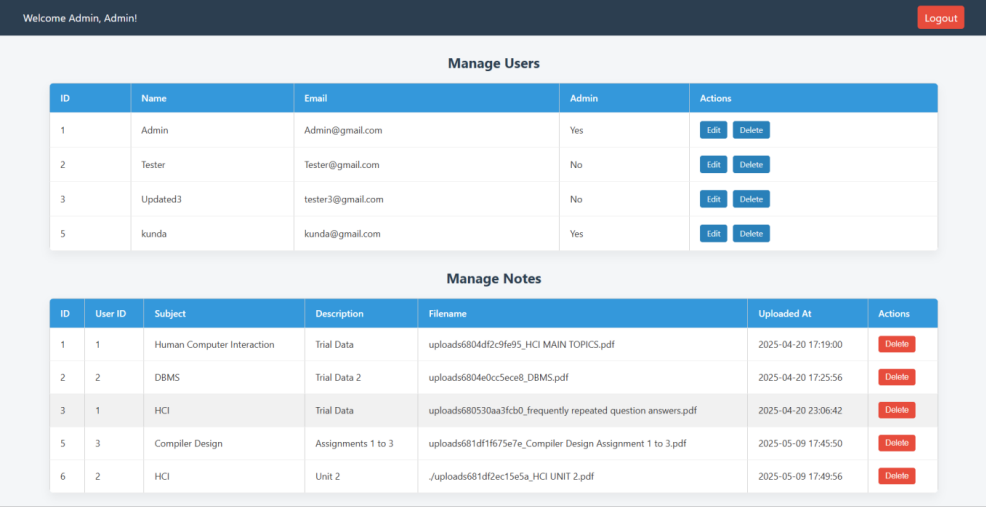 Welcome Admin, Admin! Logout
Manage Users
ID Name Email Admin Actions
1 Admin Admin@gmail.com Yes Edit Delete
2 Tester Tester@gmail.com No Edit Delete
3 Updated3 tester3@gmail.com No Edit Delete
5 kunda kunda@gmail.com Yes Edit Delete
Manage Notes
ID User ID Subject Description Filename Uploaded At Actions
1 1 Human Computer Interaction Trial Data uploads6804df2c9fe95_HCI MAIN TOPICS.pdf 2025-04-20 17:19:00 Delete
2 2 DBMS Trial Data 2 uploads6804e0cc5ece8_DBMS.pdf 2025-04-20 17:25:56 Delete
3 1 HCI Trial Data uploads680530aa3fcb0_frequently repeated question answers.pdf 2025-04-20 23:06:42 Delete
5 3 Compiler Design Assignments 1 to 3 uploads681df1f675e7e_Compiler Design Assignment 1 to 3.pdf 2025-05-09 17:45:50 Delete
6 2 HCI Unit 2 ./uploads681df2ec15e5a_HCI UNIT 2.pdf 2025-05-09 17:49:56 Delete